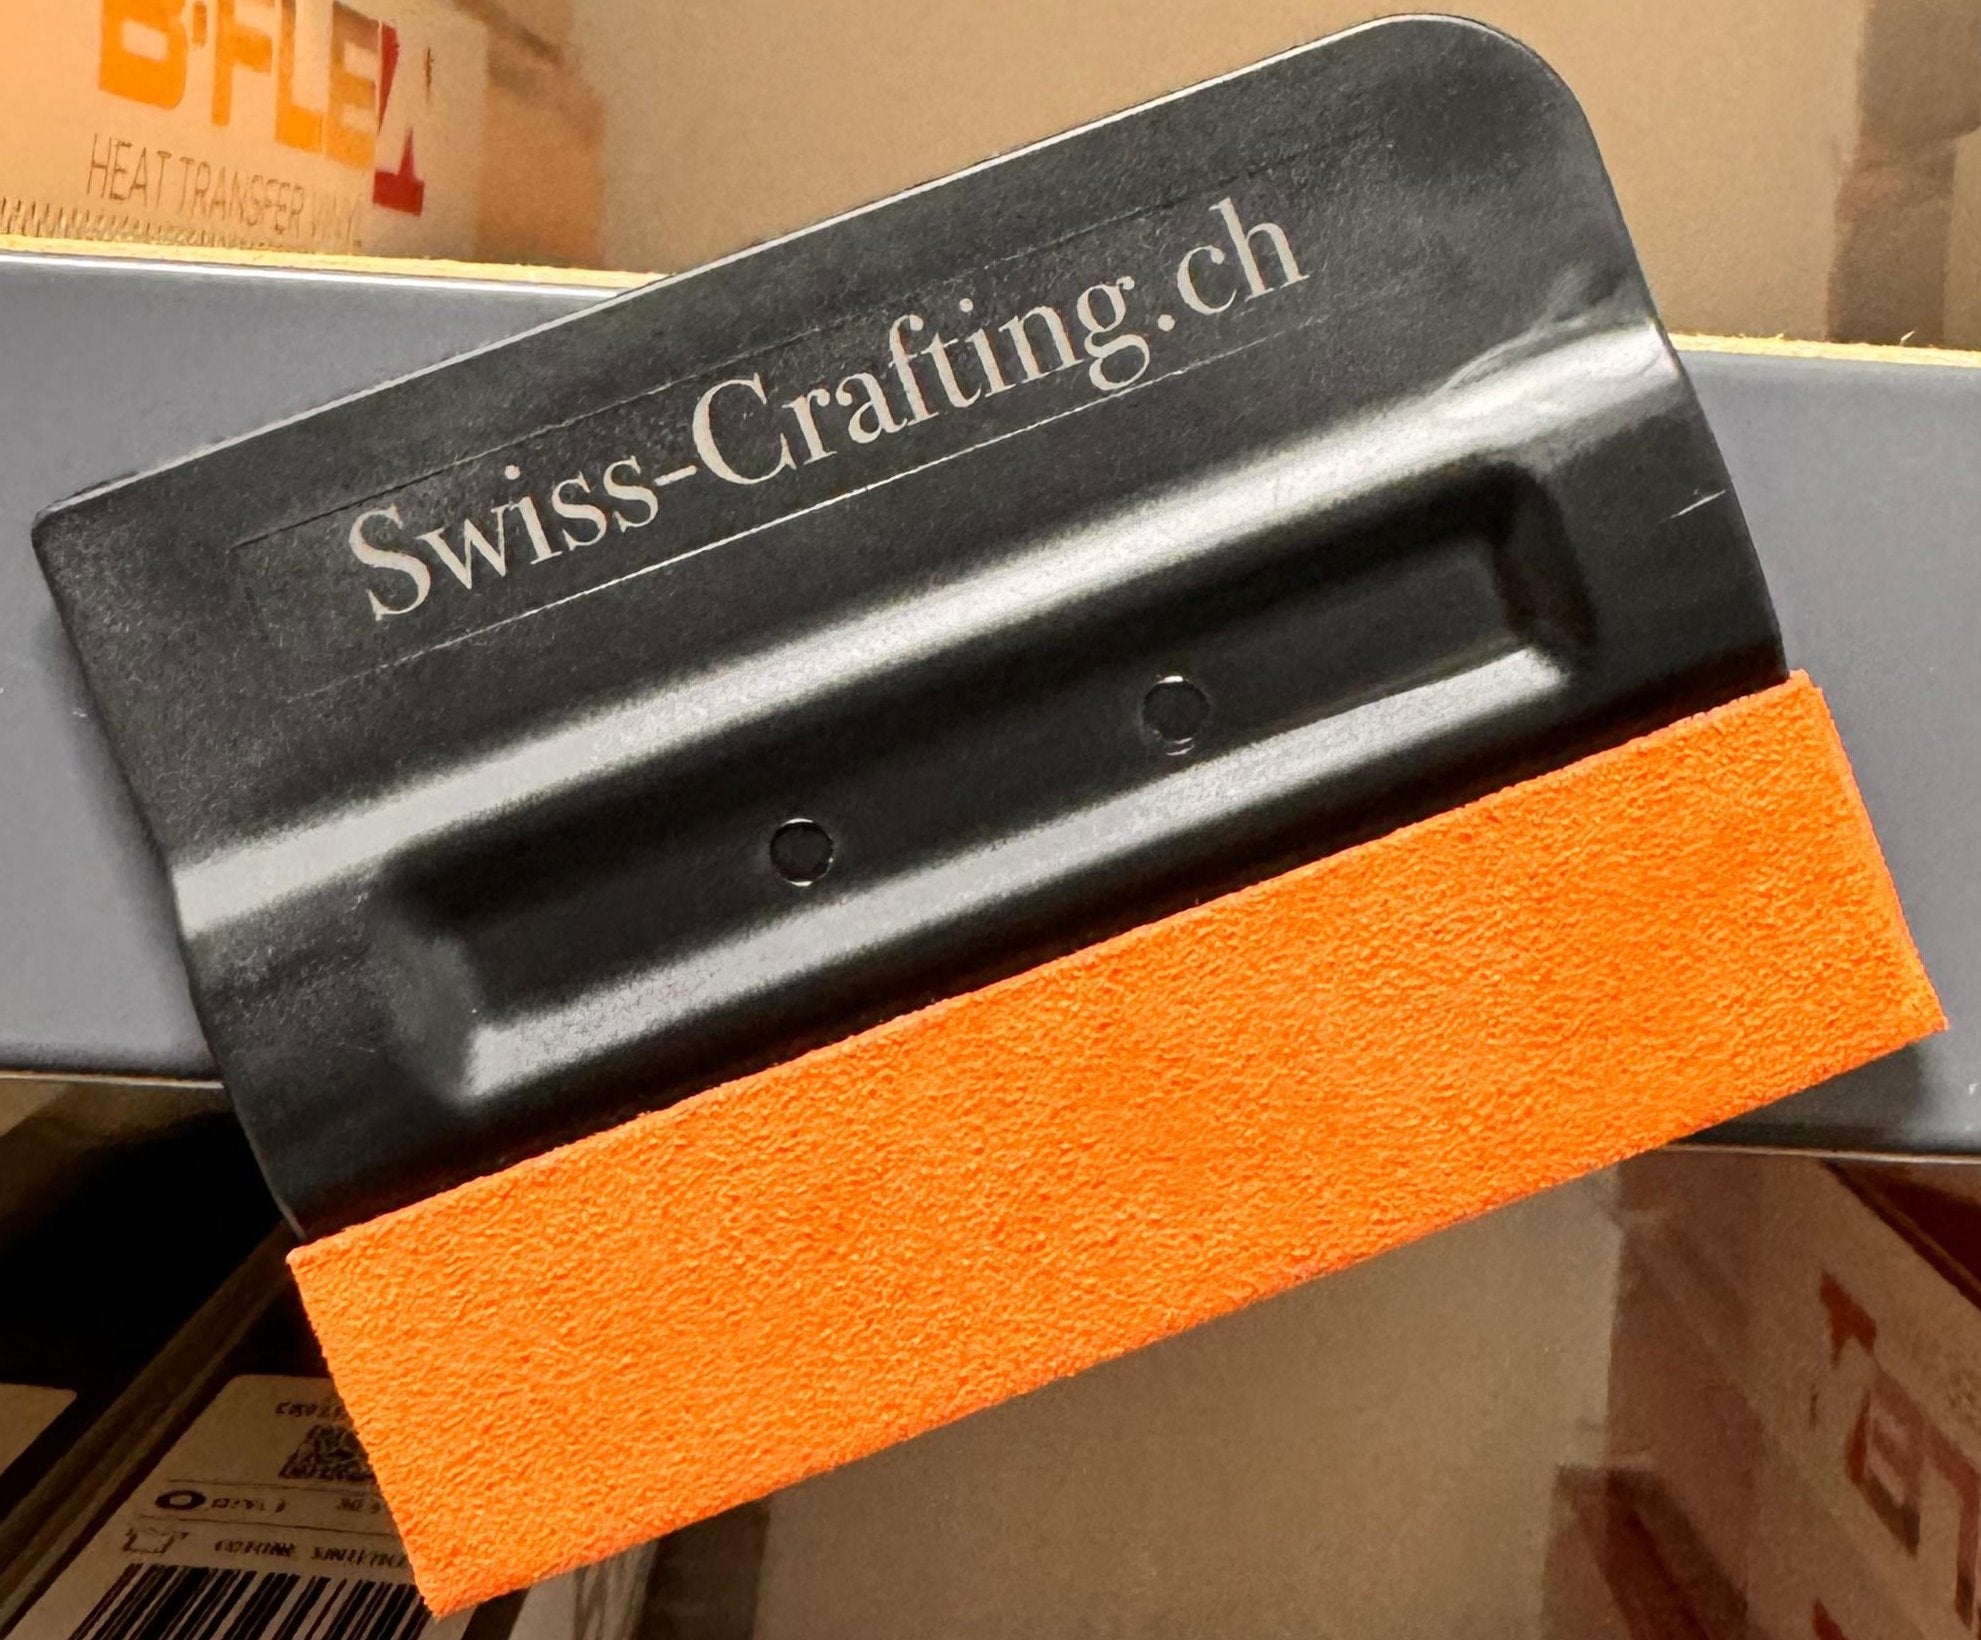 B·FLEX
HEAT TRANSFER VINYL
Swiss-Crafting.ch